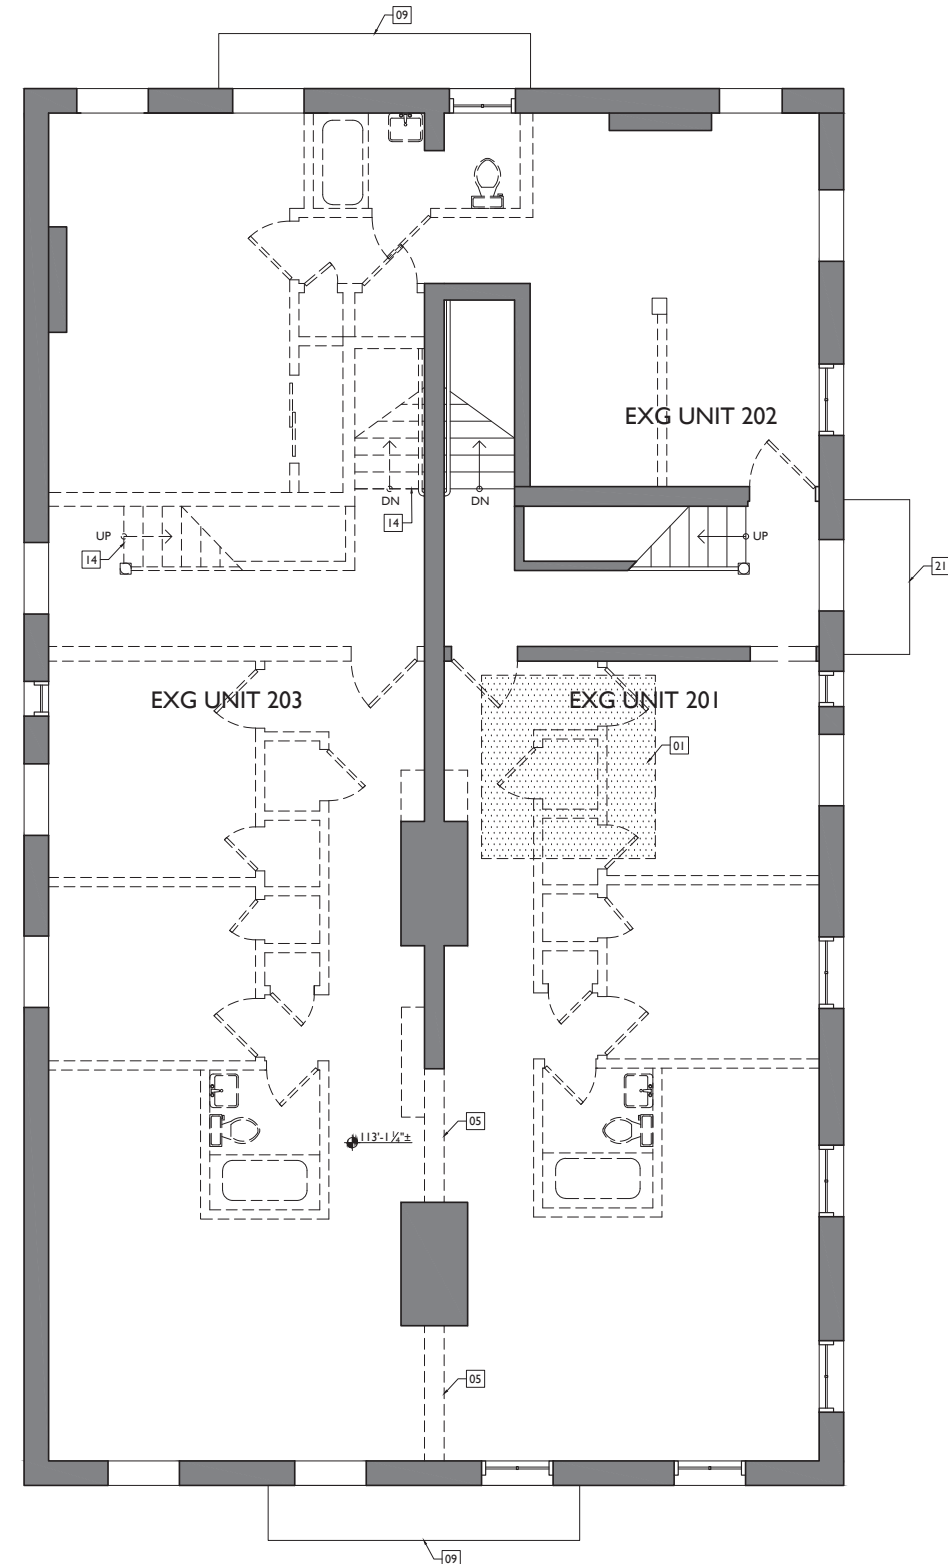 09
EXG UNIT 202
DN
DN
14
UP
14
UP
21
EXG UNIT 203
EXG UNIT 201
01
05
113'-1¼"±
05
09